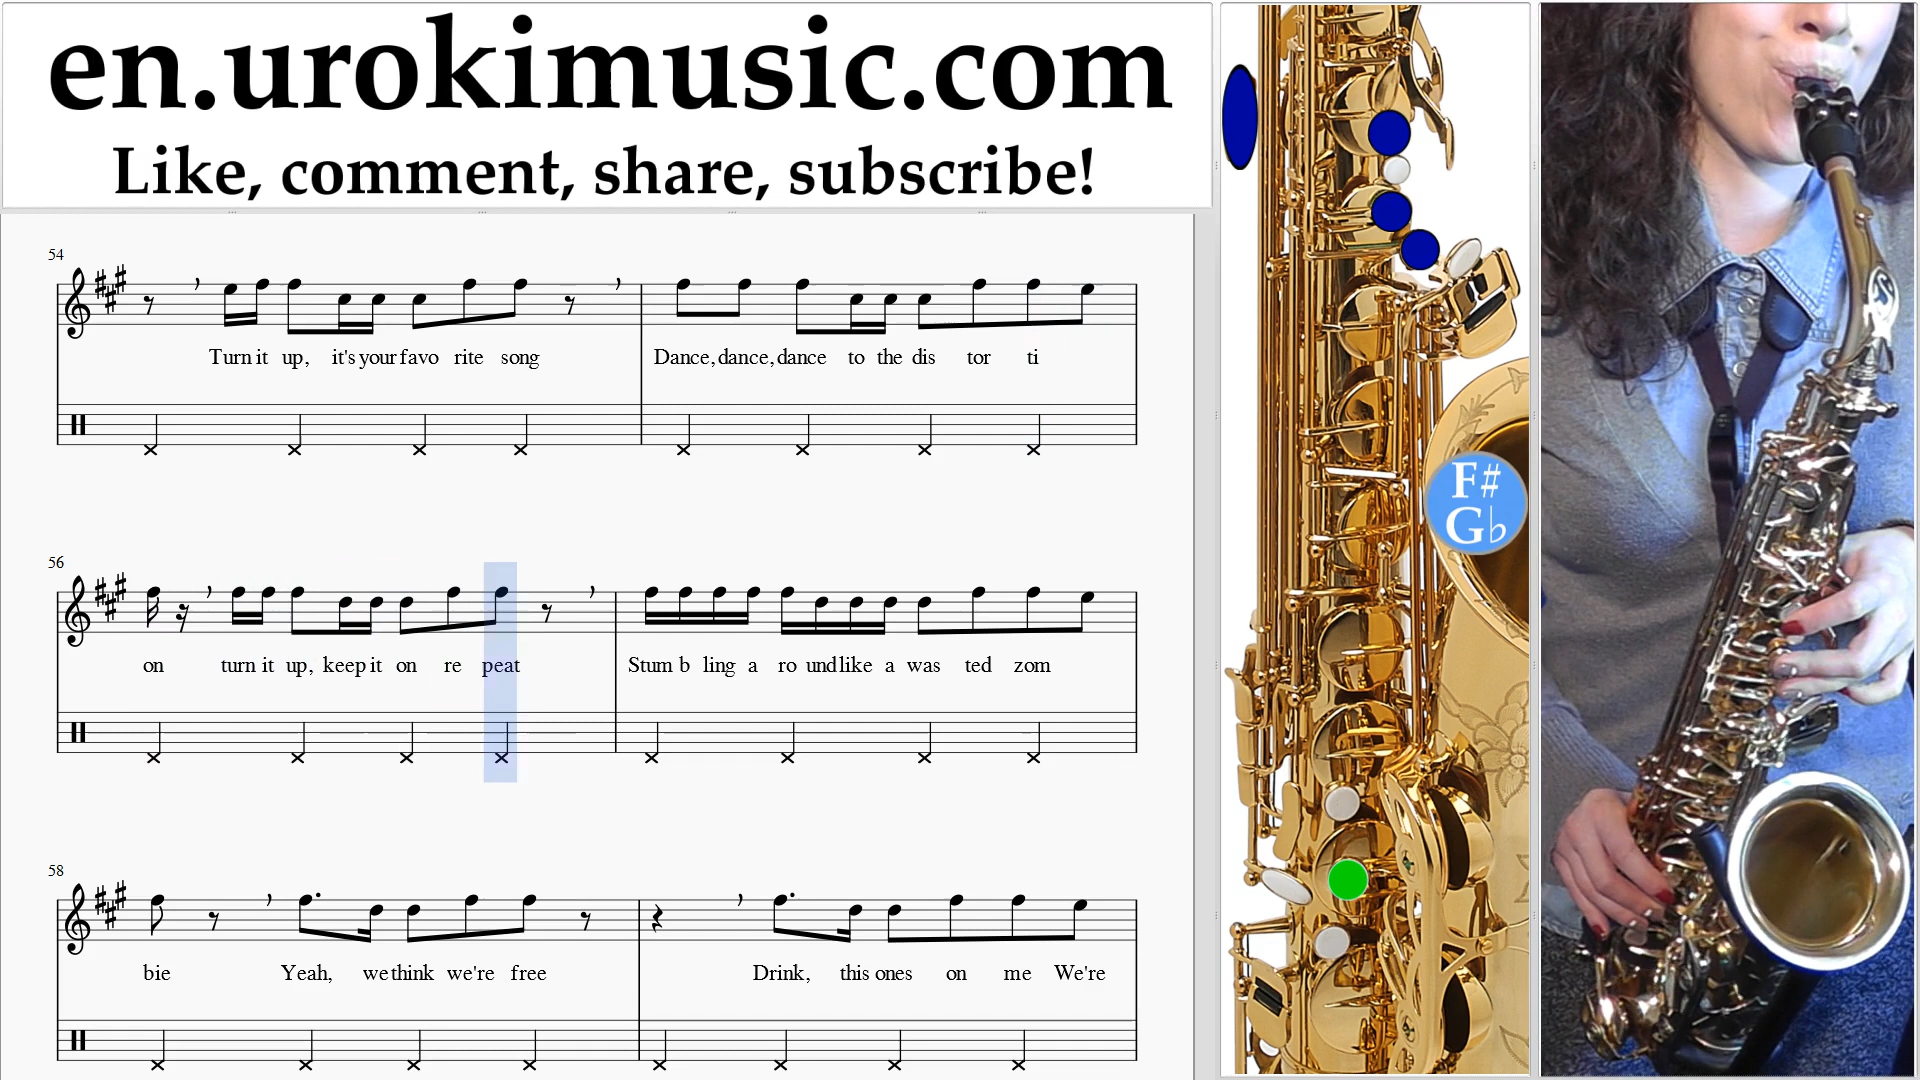 en.urokimusic.com
Like, comment, share, subscribe!
54
Turn it up, it's your favo rite song Dance, dance, dance to the dis tor ti
56
on turn it up, keep it on re peat Stum b ling a ro und like a was ted zom
58
bie Yeah, we think we're free Drink, this ones on me We're
F#
G♭